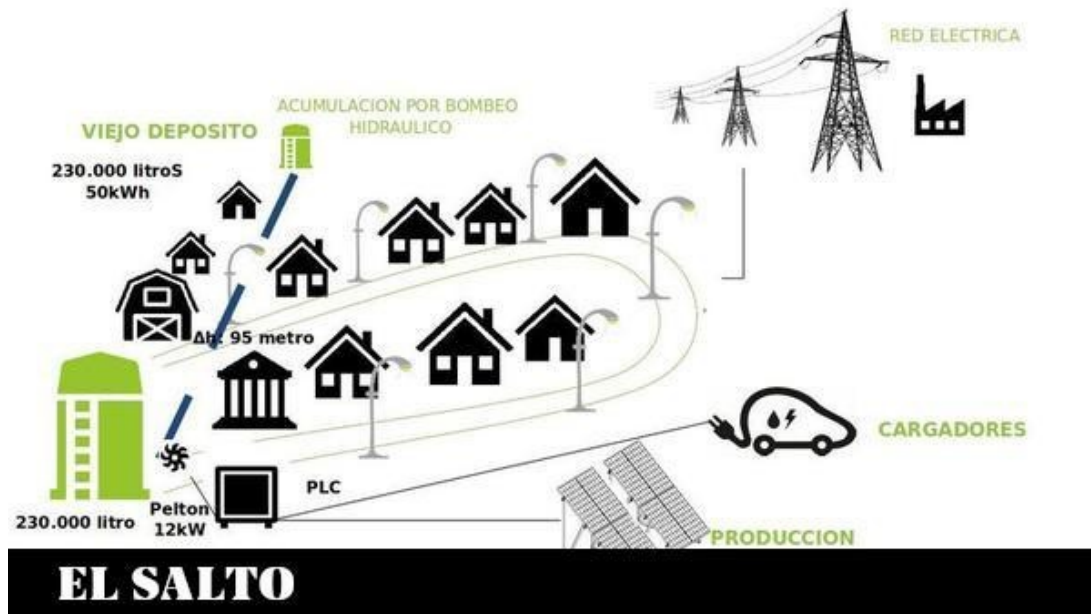 RED ELECTRICA
ACUMULACION POR BOMBEO
HIDRAULICO
VIEJO DEPOSITO
230.000 litroS
50kWh
Δh: 95 metro
CARGADORES
PLC
Pelton
12kW
230.000 litro
PRODUCCION
EL SALTO